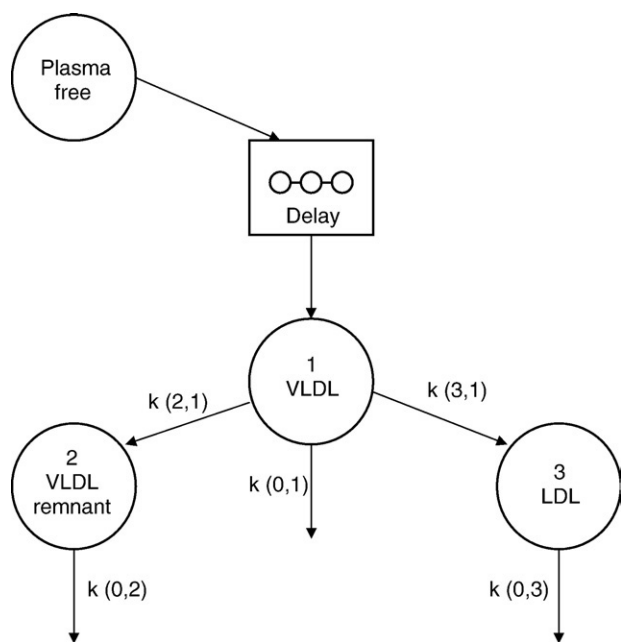 Plasma
free
Delay
1
VLDL
k (2,1)
k (3,1)
2
VLDL
remnant
k (0,1)
3
LDL
k (0,2)
k (0,3)